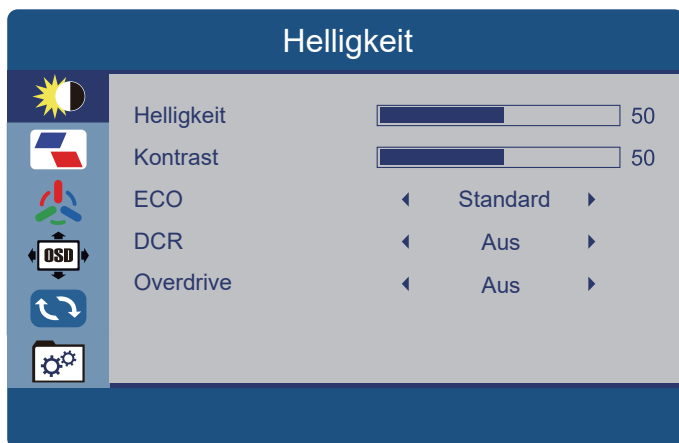 Helligkeit
Helligkeit 50
Kontrast 50
ECO Standard
DCR Aus
OSD
Overdrive Aus